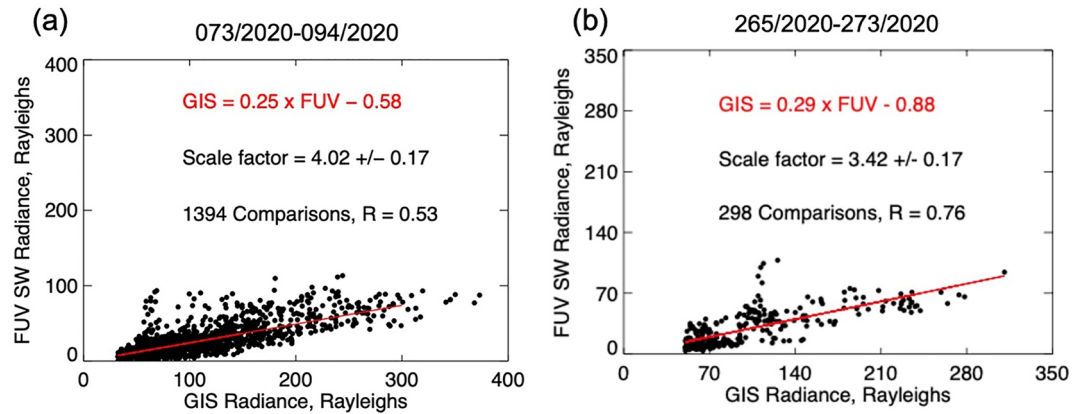 (a)
073/2020-094/2020
400
300
200
100
0
FUV SW Radiance, Rayleighs
GIS = 0.25 x FUV − 0.58
Scale factor = 4.02 +/− 0.17
1394 Comparisons, R = 0.53
0 100 200 300 400
GIS Radiance, Rayleighs
(b)
265/2020-273/2020
350
280
210
140
70
0
FUV SW Radiance, Rayleighs
GIS = 0.29 x FUV - 0.88
Scale factor = 3.42 +/- 0.17
298 Comparisons, R = 0.76
0 70 140 210 280 350
GIS Radiance, Rayleighs